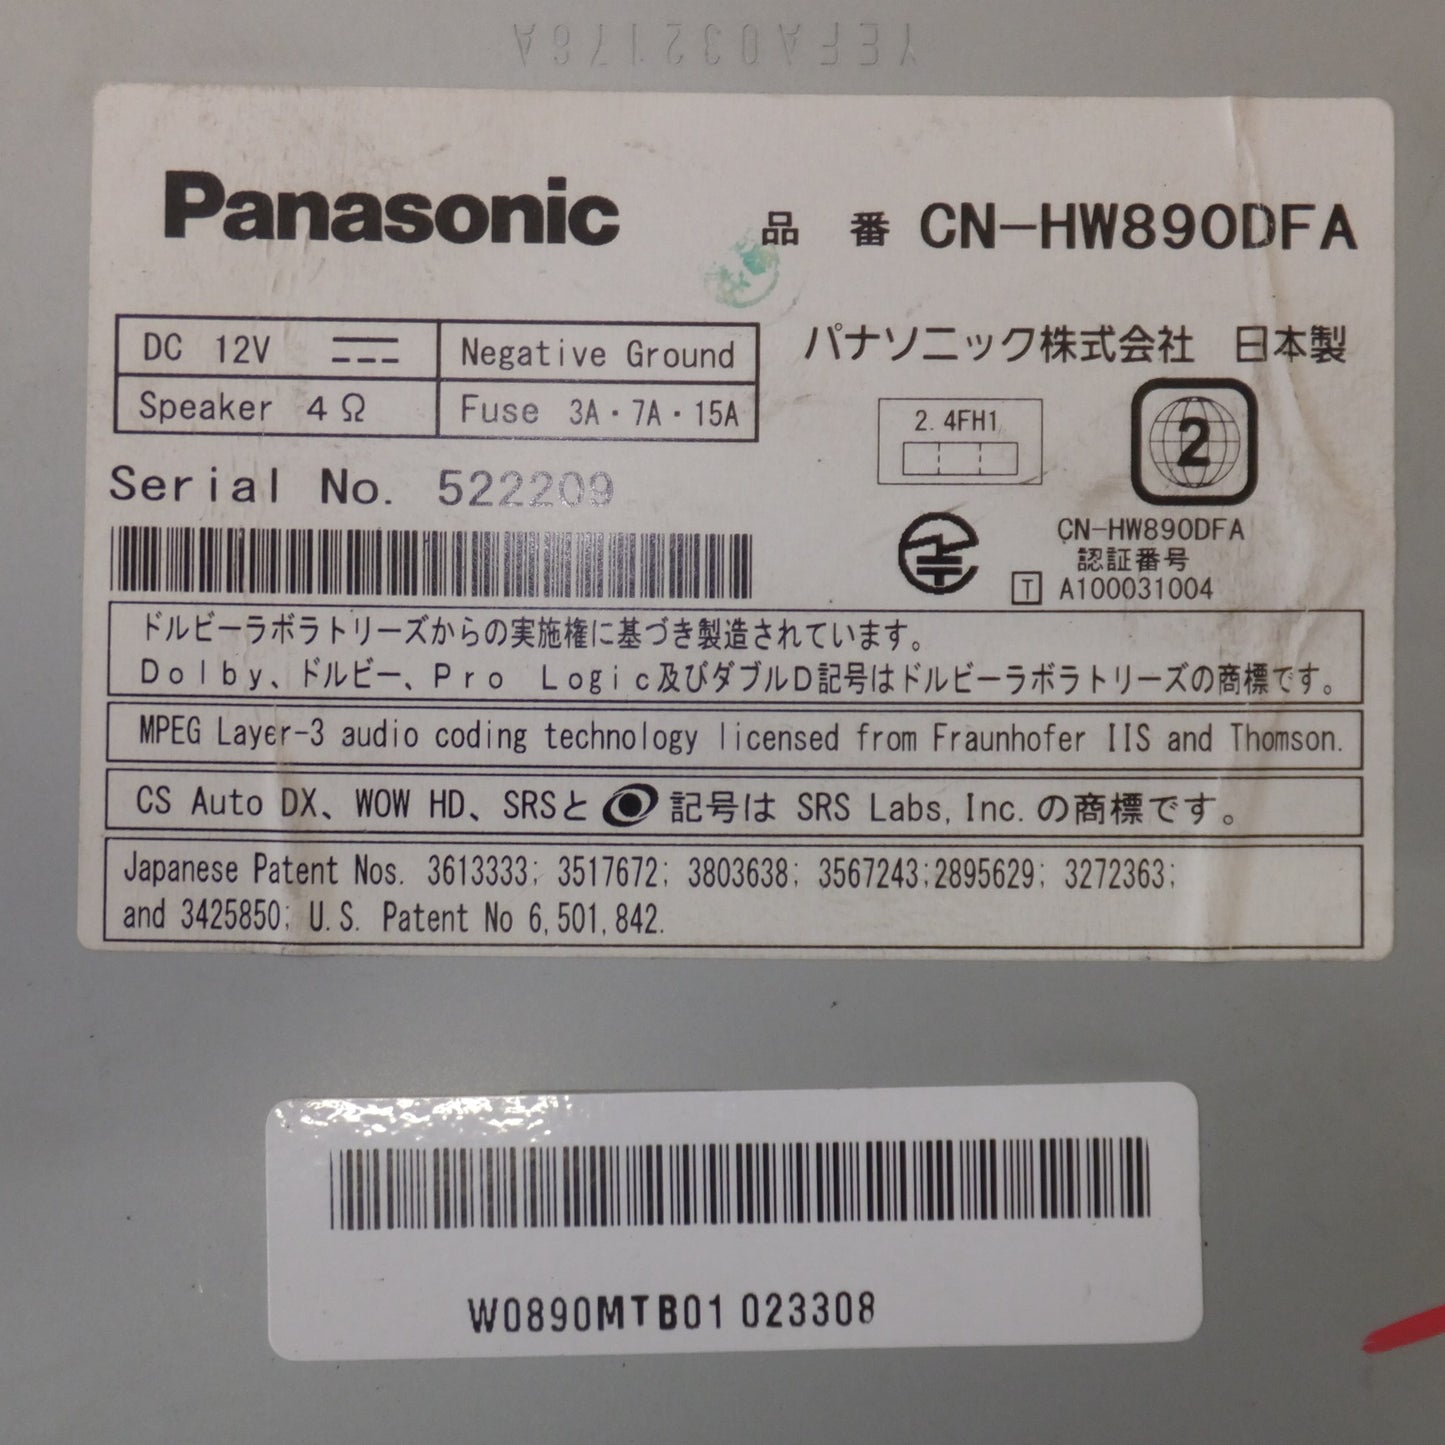 YEFA032178A
Panasonic
品 番 CN-HW890DFA
DC 12V
Negative Ground
Speaker 4Ω
Fuse 3A・7A・15A
パナソニック株式会社 日本製
2.4FH1
2
Serial No. 522209
CN-HW890DFA
認証番号
T A100031004
ドルビーラボラトリーズからの実施権に基づき製造されています。
Dolby、ドルビー、Pro Logic及びダブルD記号はドルビーラボラトリーズの商標です。
MPEG Layer-3 audio coding technology licensed from Fraunhofer IIS and Thomson.
CS Auto DX、WOW HD、SRSと 記号は SRS Labs,Inc.の商標です。
Japanese Patent Nos. 3613333; 3517672; 3803638; 3567243;2895629; 3272363;
and 3425850; U.S. Patent No 6,501,842.
W0890MTB01 023308